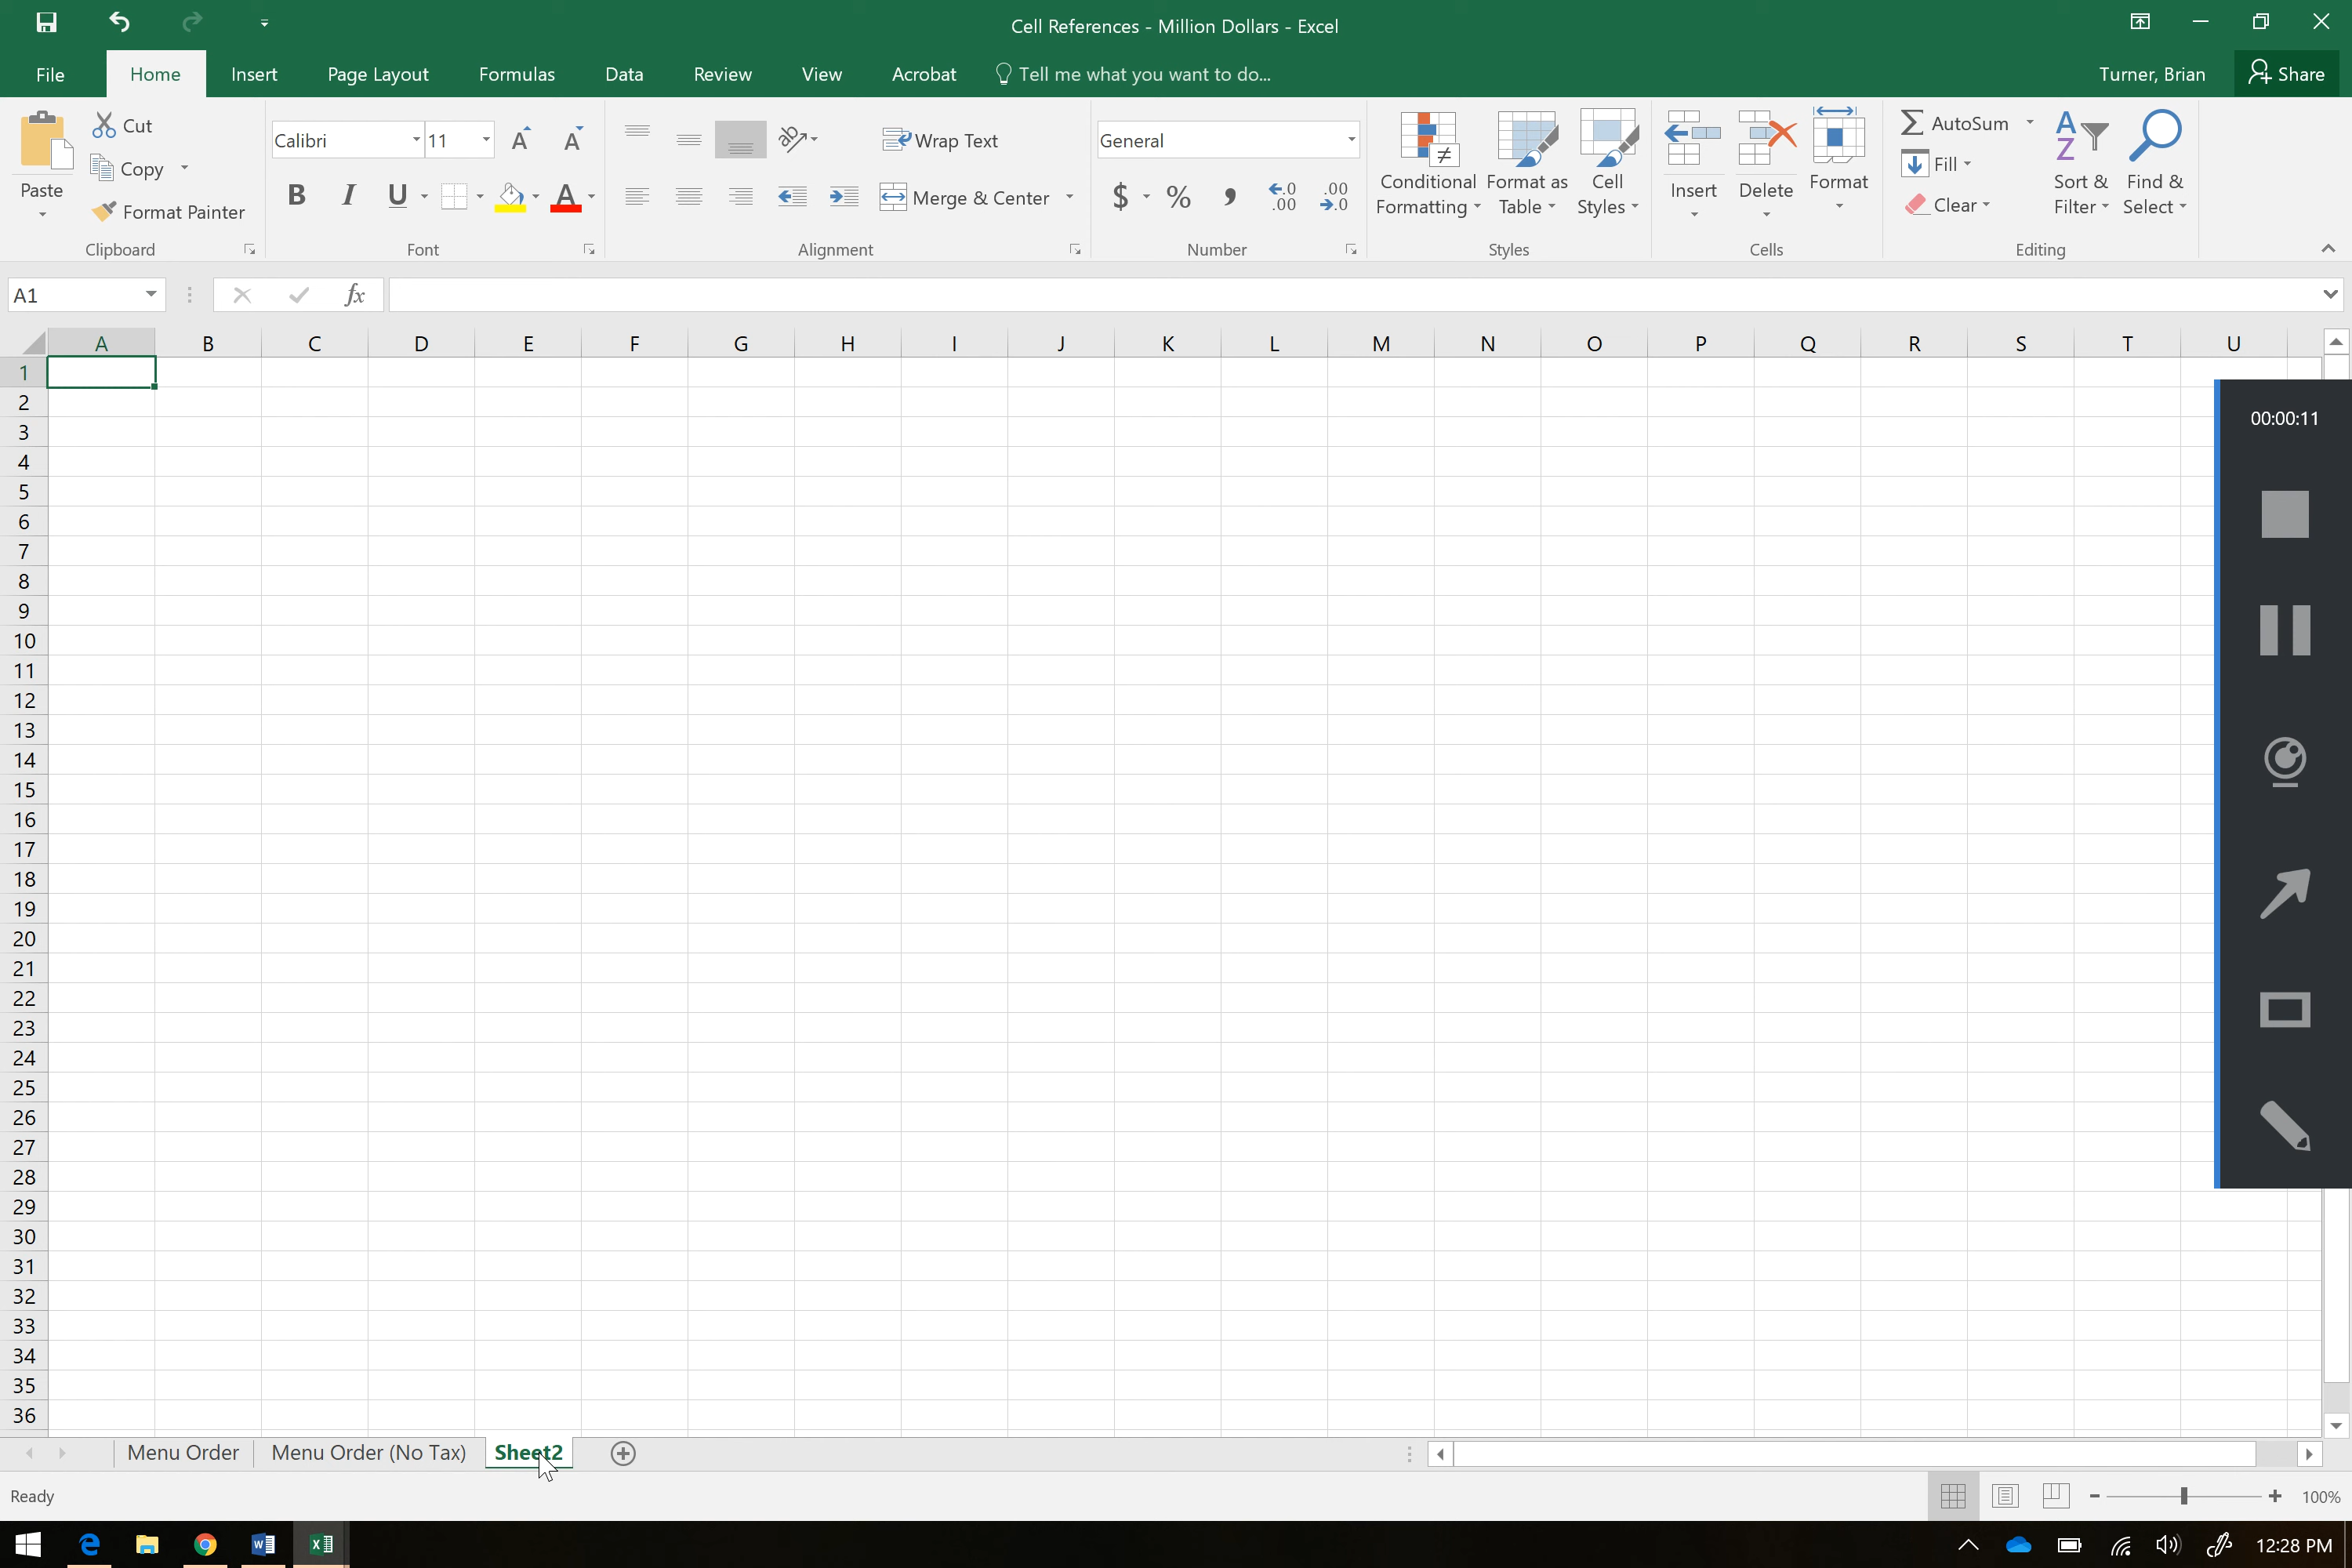 Cell References - Million Dollars - Excel
File Home Insert Page Layout Formulas Data Review View Acrobat Tell me what you want to do... Turner, Brian Share
Paste
Cut
Copy
Format Painter
Clipboard
Calibri 11
B I U A
Font
Wrap Text
Merge & Center
Alignment
General
$ % ,
Number
Conditional Formatting
Format as Table
Cell Styles
Styles
Insert
Delete
Format
Cells
AutoSum
Fill
Clear
Sort & Filter
Find & Select
Editing
A1 fx
A B C D E F G H I J K L M N O P Q R S T U
1
2
3
4
5
6
7
8
9
10
11
12
13
14
15
16
17
18
19
20
21
22
23
24
25
26
27
28
29
30
31
32
33
34
35
36
00:00:11
Menu Order Menu Order (No Tax) Sheet2
Ready 100%
12:28 PM